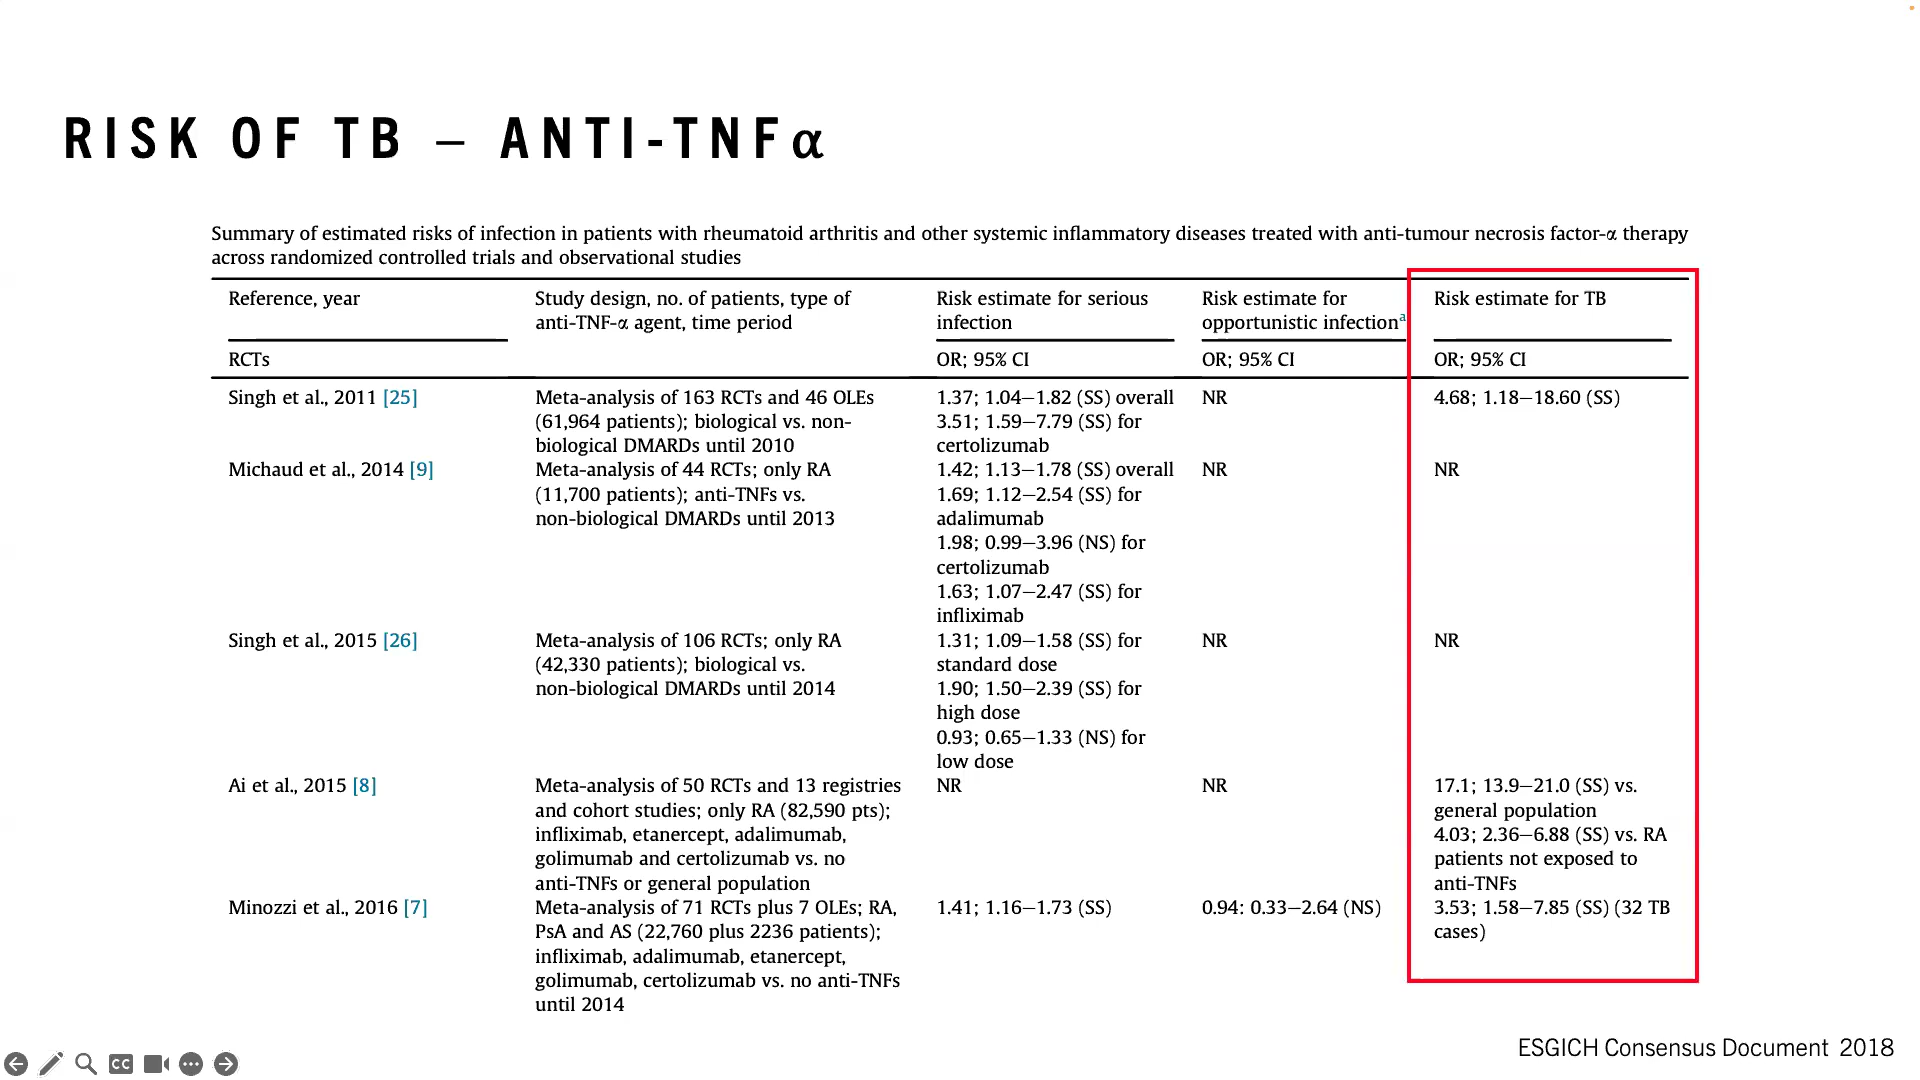 RISK OF TB – ANTI-TNFα
Summary of estimated risks of infection in patients with rheumatoid arthritis and other systemic inflammatory diseases treated with anti-tumour necrosis factor-α therapy
across randomized controlled trials and observational studies
Reference, year
Study design, no. of patients, type of
anti-TNF-α agent, time period
Risk estimate for serious
infection
Risk estimate for
opportunistic infectionᵃ
Risk estimate for TB
RCTs
OR; 95% CI
OR; 95% CI
OR; 95% CI
Singh et al., 2011 [25]
Meta-analysis of 163 RCTs and 46 OLEs
(61,964 patients); biological vs. non-
biological DMARDs until 2010
1.37; 1.04–1.82 (SS) overall
3.51; 1.59–7.79 (SS) for
certolizumab
NR
4.68; 1.18–18.60 (SS)
Michaud et al., 2014 [9]
Meta-analysis of 44 RCTs; only RA
(11,700 patients); anti-TNFs vs.
non-biological DMARDs until 2013
1.42; 1.13–1.78 (SS) overall
1.69; 1.12–2.54 (SS) for
adalimumab
1.98; 0.99–3.96 (NS) for
certolizumab
1.63; 1.07–2.47 (SS) for
infliximab
NR
NR
Singh et al., 2015 [26]
Meta-analysis of 106 RCTs; only RA
(42,330 patients); biological vs.
non-biological DMARDs until 2014
1.31; 1.09–1.58 (SS) for
standard dose
1.90; 1.50–2.39 (SS) for
high dose
0.93; 0.65–1.33 (NS) for
low dose
NR
NR
Ai et al., 2015 [8]
Meta-analysis of 50 RCTs and 13 registries
and cohort studies; only RA (82,590 pts);
infliximab, etanercept, adalimumab,
golimumab and certolizumab vs. no
anti-TNFs or general population
NR
NR
17.1; 13.9–21.0 (SS) vs.
general population
4.03; 2.36–6.88 (SS) vs. RA
patients not exposed to
anti-TNFs
Minozzi et al., 2016 [7]
Meta-analysis of 71 RCTs plus 7 OLEs; RA,
PsA and AS (22,760 plus 2236 patients);
infliximab, adalimumab, etanercept,
golimumab, certolizumab vs. no anti-TNFs
until 2014
1.41; 1.16–1.73 (SS)
0.94: 0.33–2.64 (NS)
3.53; 1.58–7.85 (SS) (32 TB
cases)
ESGICH Consensus Document 2018
CC